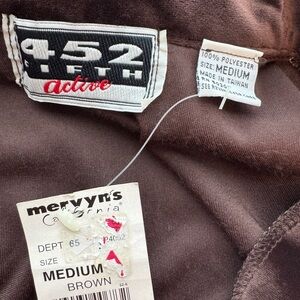 452
FIFTH
active
100% POLYESTER
SIZE: MEDIUM
MADE IN TAIWAN
mervyn's
California
DEPT 65
SIZE
MEDIUM
BROWN